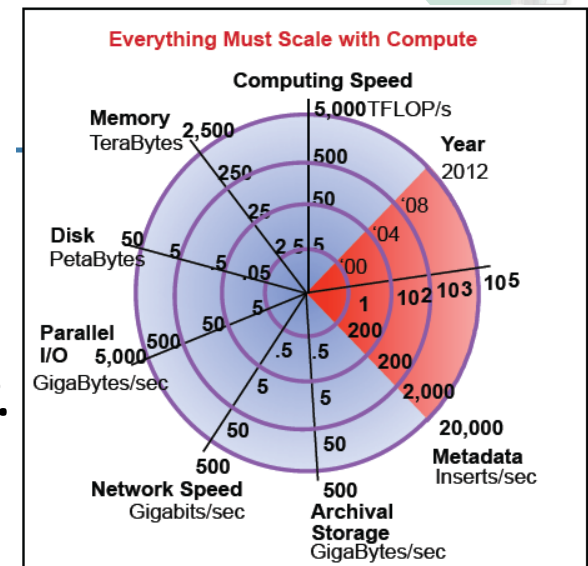 Everything Must Scale with Compute
Computing Speed
5,000 TFLOP/s
500
50
5
Year
2012
'08
'04
'00
1
102
103
105
Memory
TeraBytes
2,500
250
25
2 5
Disk
PetaBytes
50
5
.5
.05
Parallel
I/O
GigaBytes/sec
5,000
500
50
5
Network Speed
Gigabits/sec
500
50
5
.5
Archival
Storage
GigaBytes/sec
500
50
5
.5
Metadata
Inserts/sec
20,000
2,000
200
200